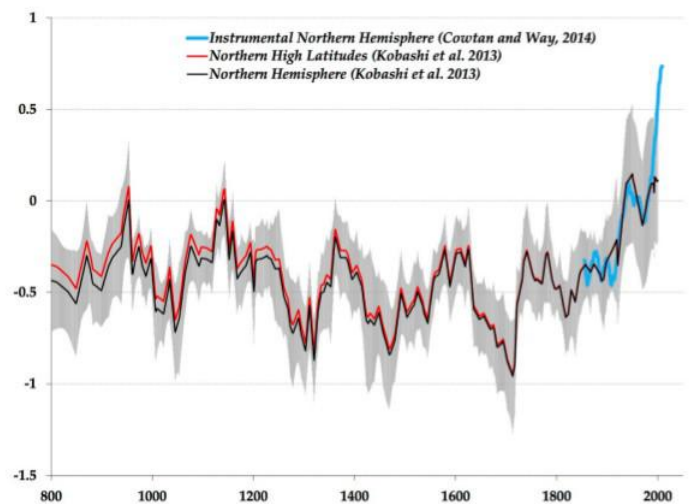 1
Instrumental Northern Hemisphere (Cowtan and Way, 2014)
Northern High Latitudes (Kobashi et al. 2013)
Northern Hemisphere (Kobashi et al. 2013)
0.5
0
-0.5
-1
-1.5
800 1000 1200 1400 1600 1800 2000